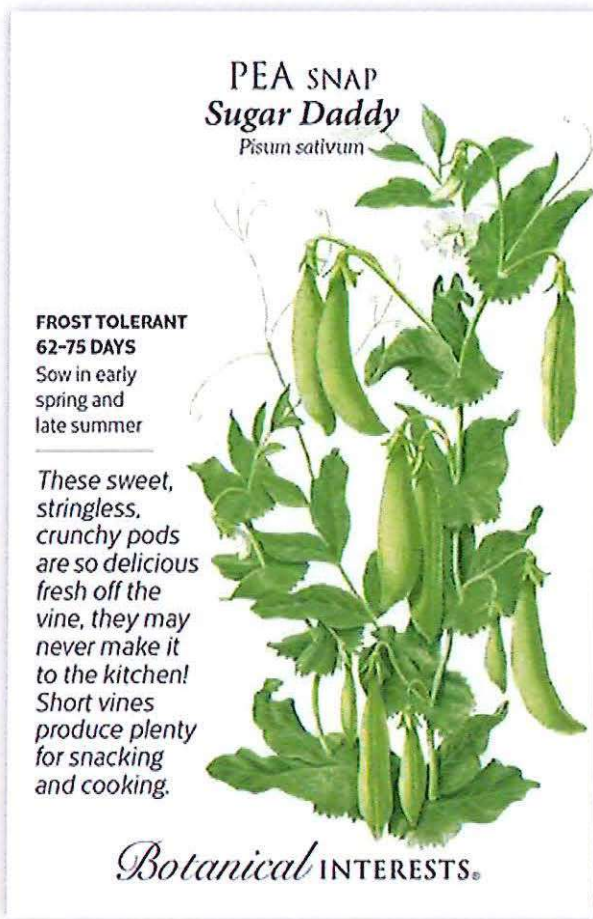 PEA SNAP
Sugar Daddy
Pisum sativum
FROST TOLERANT
62-75 DAYS
Sow in early
spring and
late summer
These sweet,
stringless,
crunchy pods
are so delicious
fresh off the
vine, they may
never make it
to the kitchen!
Short vines
produce plenty
for snacking
and cooking.
Botanical INTERESTS®